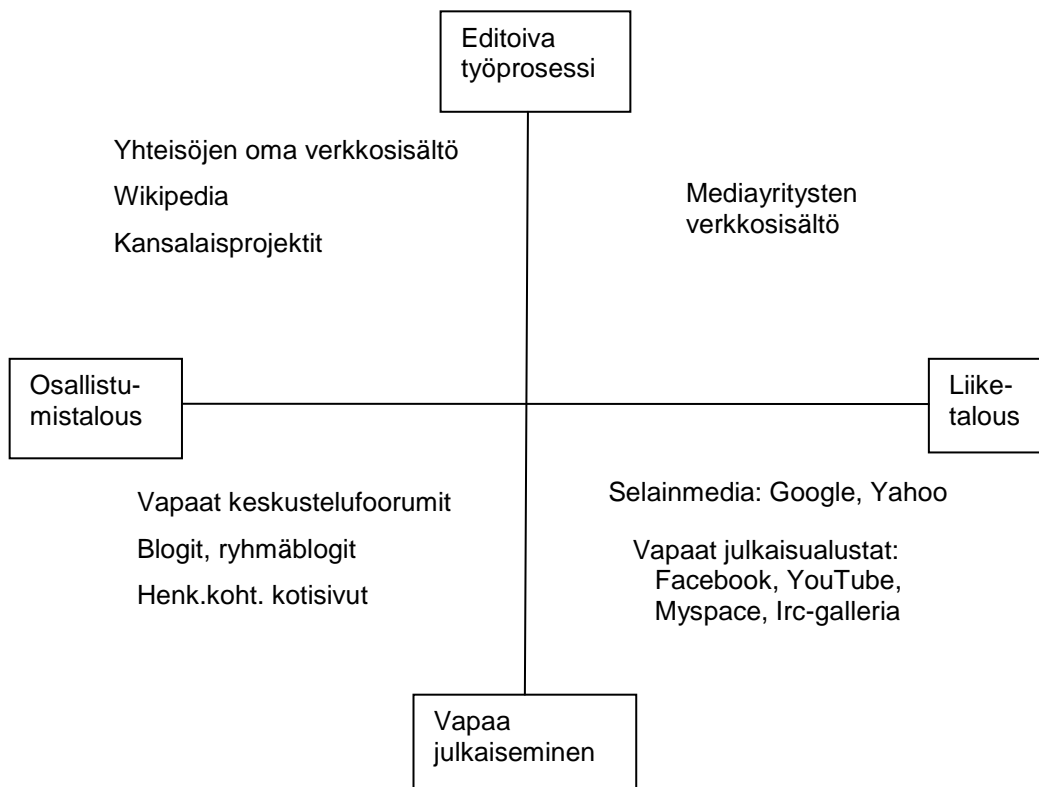 Editoiva
työprosessi
Yhteisöjen oma verkkosisältö
Wikipedia
Kansalaisprojektit
Mediayritysten
verkkosisältö
Osallistu-
mistalous
Liike-
talous
Vapaat keskustelufoorumit
Blogit, ryhmäblogit
Henk.koht. kotisivut
Selainmedia: Google, Yahoo
Vapaat julkaisualustat:
Facebook, YouTube,
Myspace, Irc-galleria
Vapaa
julkaiseminen